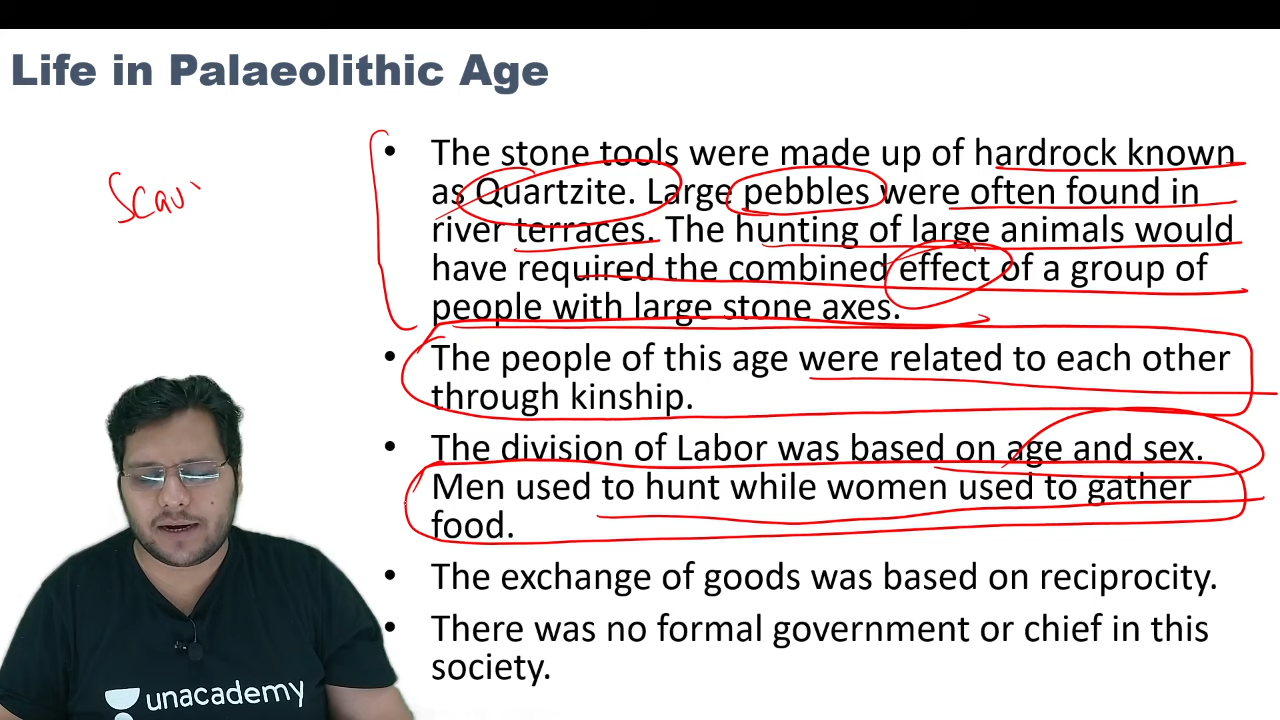 Life in Palaeolithic Age
Scav
• The stone tools were made up of hardrock known
as Quartzite. Large pebbles were often found in
river terraces. The hunting of large animals would
have required the combined effect of a group of
people with large stone axes.
• The people of this age were related to each other
through kinship.
• The division of Labor was based on age and sex.
Men used to hunt while women used to gather
food.
• The exchange of goods was based on reciprocity.
• There was no formal government or chief in this
society.
unacademy